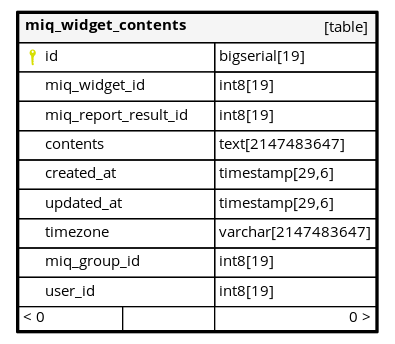 miq_widget_contents [table]
id bigserial[19]
miq_widget_id int8[19]
miq_report_result_id int8[19]
contents text[2147483647]
created_at timestamp[29,6]
updated_at timestamp[29,6]
timezone varchar[2147483647]
miq_group_id int8[19]
user_id int8[19]
< 0 0 >